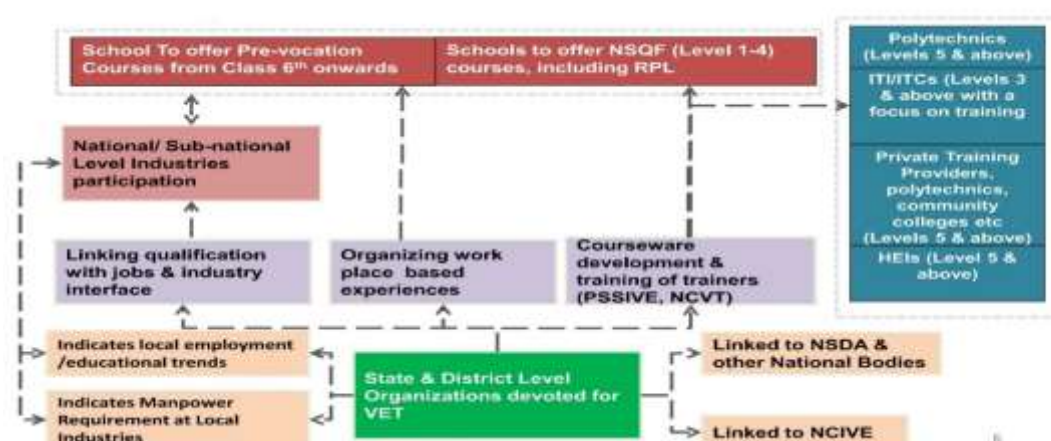 School To offer Pre-vocation
Courses from Class 6th onwards
Schools to offer NSQF (Level 1-4)
courses, including RPL
Polytechnics
(Levels 5 & above)
ITI/ITCs (Levels 3
& above with a
focus on training
Private Training
Providers,
polytechnics,
community
colleges etc
(Levels 5 & above)
HEIs (Level 5 &
above)
National/ Sub-national
Level Industries
participation
Linking qualification
with jobs & industry
interface
Organizing work
place based
experiences
Courseware
development &
training of trainers
(PSSIVE, NCVT)
Indicates local employment
/educational trends
Indicates Manpower
Requirement at Local
Industries
State & District Level
Organizations devoted for
VET
Linked to NSDA &
other National Bodies
Linked to NCIVE